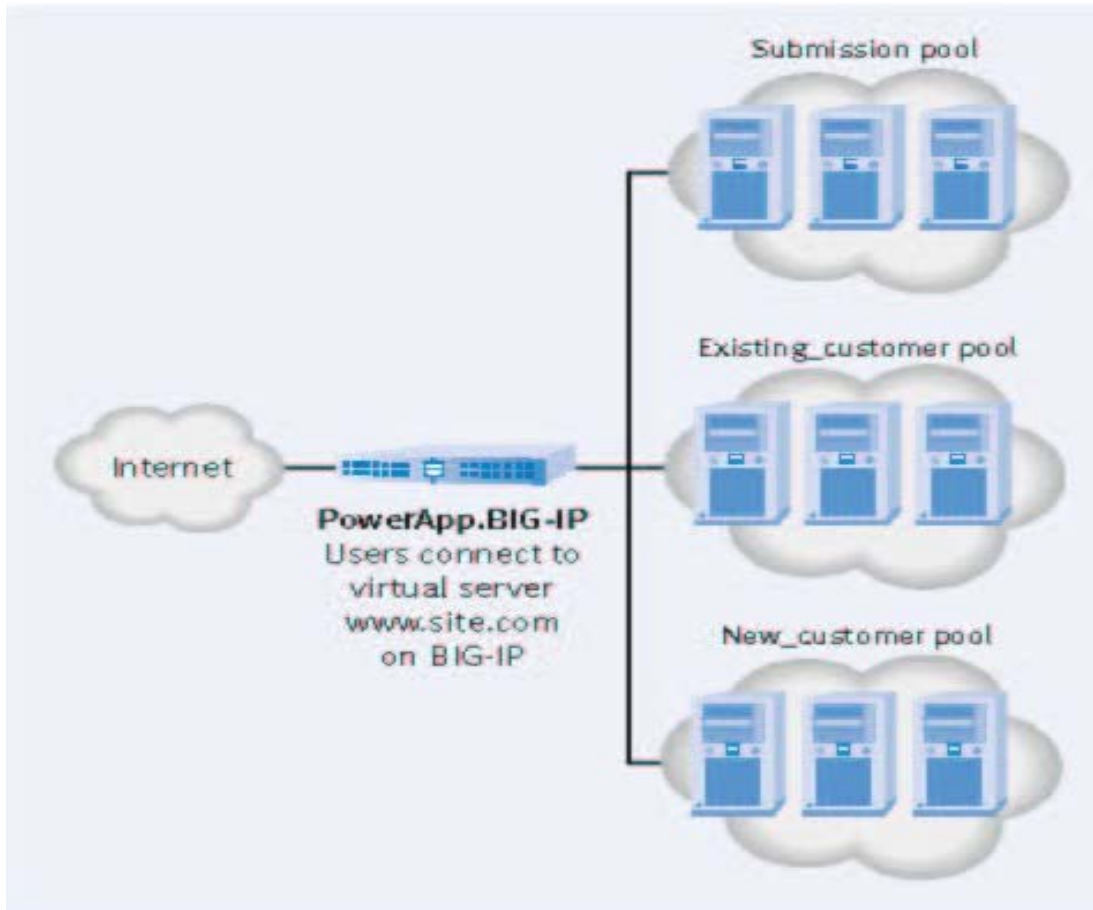 Submission pool
Existing_customer pool
Internet
PowerApp.BIG-IP
Users connect to
virtual server
www.site.com
on BIG-IP
New_customer pool